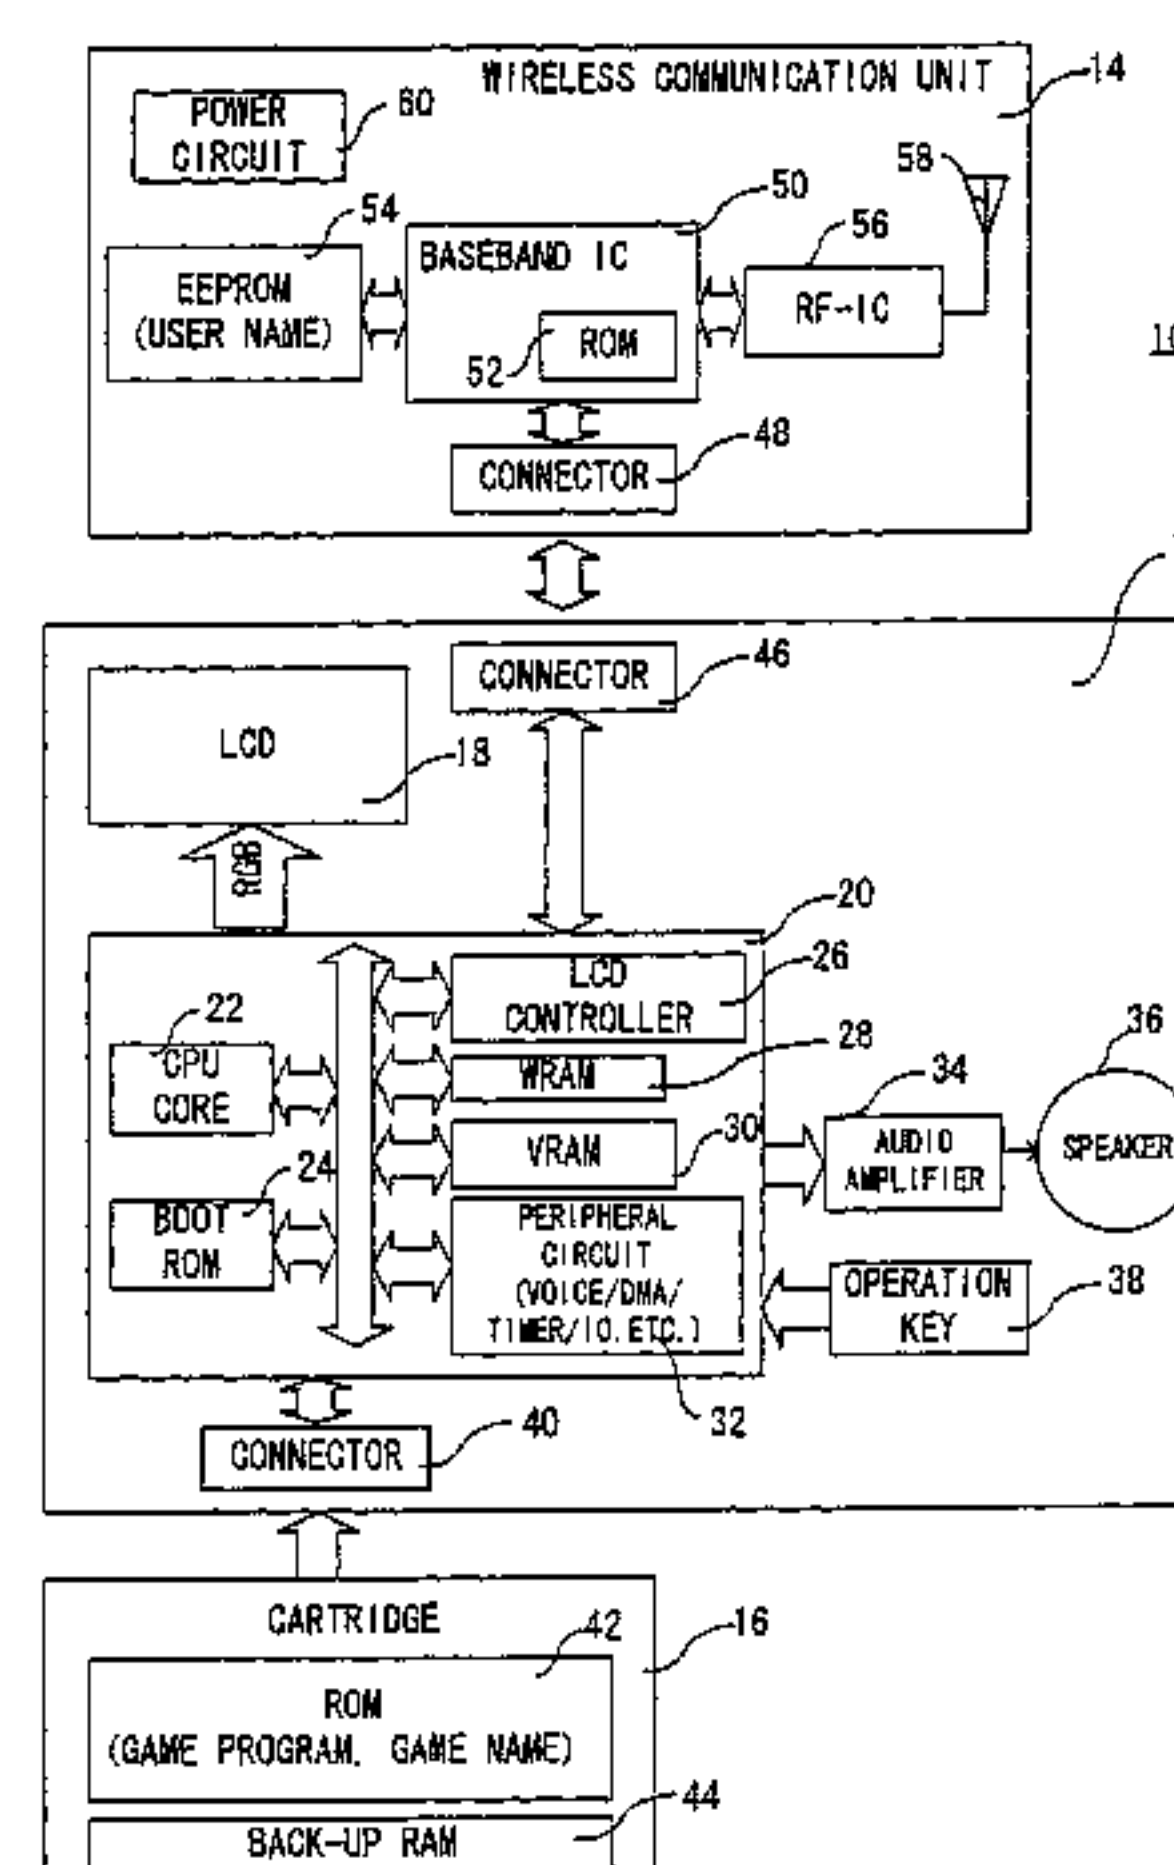 WIRELESS COMMUNICATION UNIT
14
POWER
CIRCUIT
60
58
54
50
56
EEPROM
(USER NAME)
BASEBAND IC
RF-IC
52
ROM
48
CONNECTOR
CONNECTOR
46
LCD
18
RGB
20
LCD
CONTROLLER
26
22
CPU
CORE
WRAM
28
36
34
VRAM
30
AUDIO
AMPLIFIER
SPEAKER
24
BOOT
ROM
PERIPHERAL
CIRCUIT
(VOICE/DMA/
TIMER/IO.ETC.)
OPERATION
KEY
38
32
40
CONNECTOR
CARTRIDGE
42
16
ROM
(GAME PROGRAM. GAME NAME)
44
BACK-UP RAM